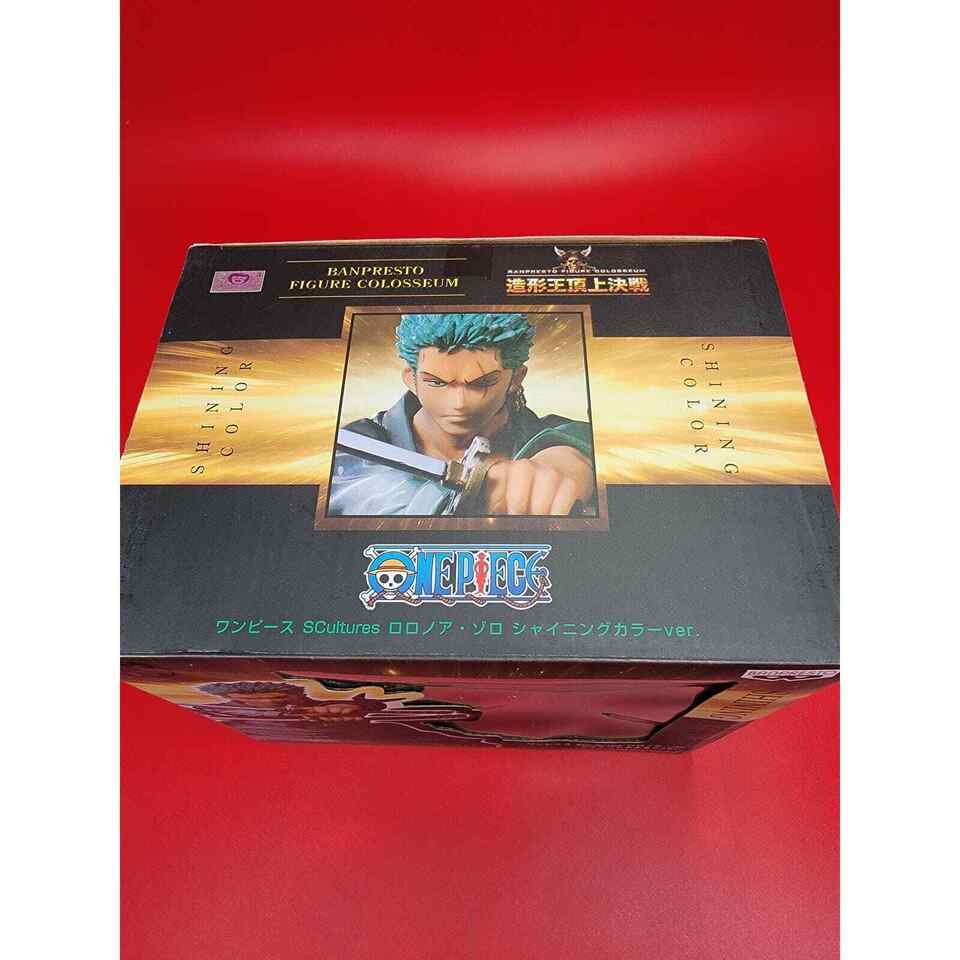 BANPRESTO
FIGURE COLOSSEUM
BANPRESTO FIGURE COLOSSEUM
造形王頂上決戦
SHINING
COLOR
SHINING
COLOR
ONE PIECE
ワンピース SCultures ロロノア・ゾロ シャイニングカラーver.
BANPRESTO